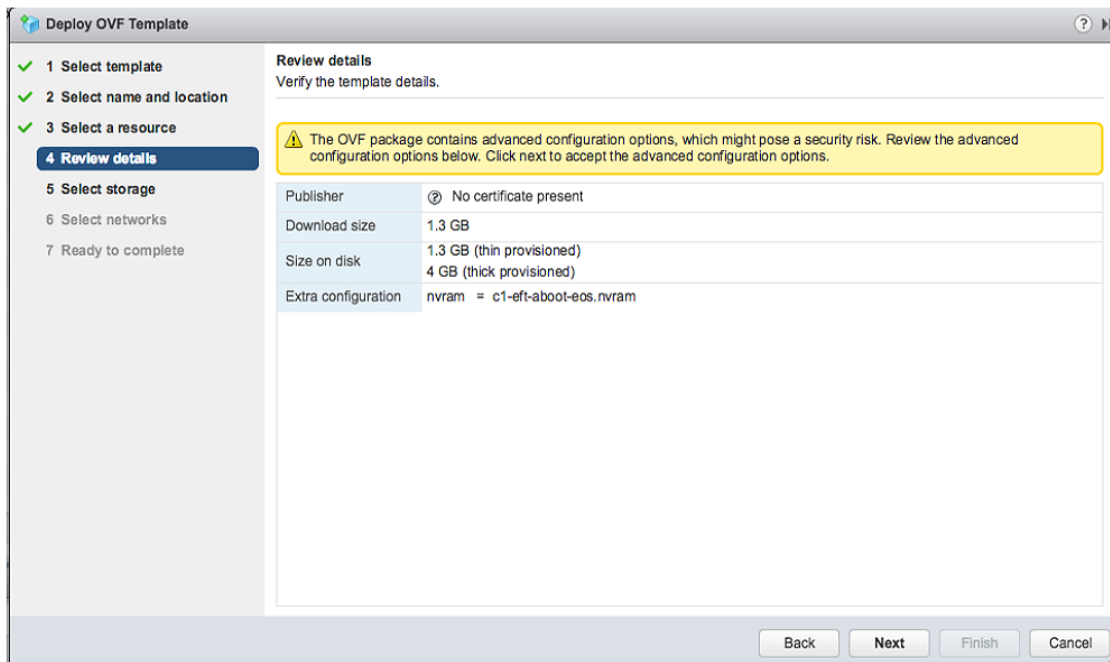 Deploy OVF Template
1 Select template
2 Select name and location
3 Select a resource
4 Review details
5 Select storage
6 Select networks
7 Ready to complete
Review details
Verify the template details.
The OVF package contains advanced configuration options, which might pose a security risk. Review the advanced
configuration options below. Click next to accept the advanced configuration options.
Publisher No certificate present
Download size 1.3 GB
Size on disk 1.3 GB (thin provisioned)
4 GB (thick provisioned)
Extra configuration nvram = c1-eft-aboot-eos.nvram
Back Next Finish Cancel